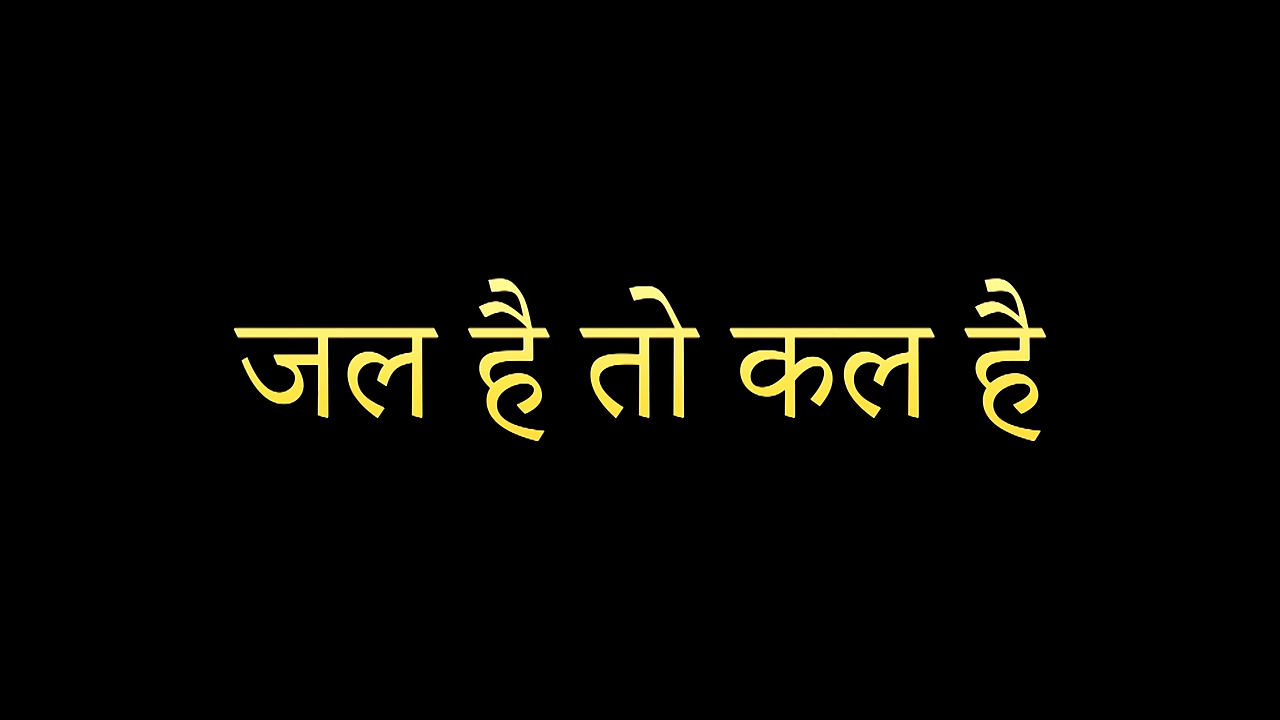 जल है तो कल है